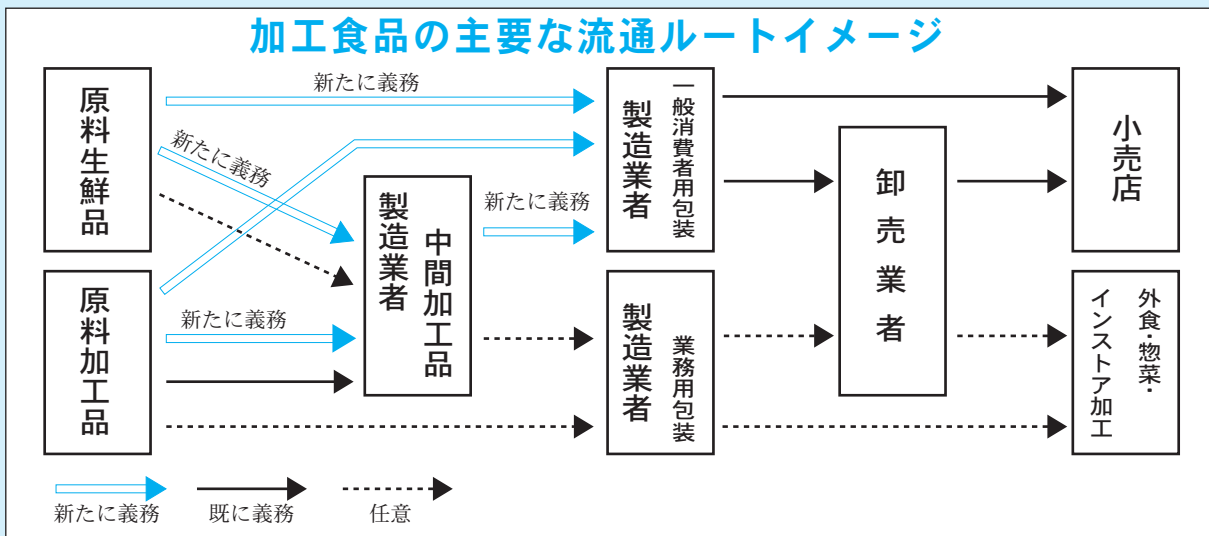 加工食品の主要な流通ルートイメージ
原料生鮮品
原料加工品
新たに義務
新たに義務
新たに義務
中間加工品
製造業者
新たに義務
一般消費者用包装
製造業者
業務用包装
製造業者
卸売業者
小売店
外食・惣菜・
インストア加工
新たに義務
既に義務
任意